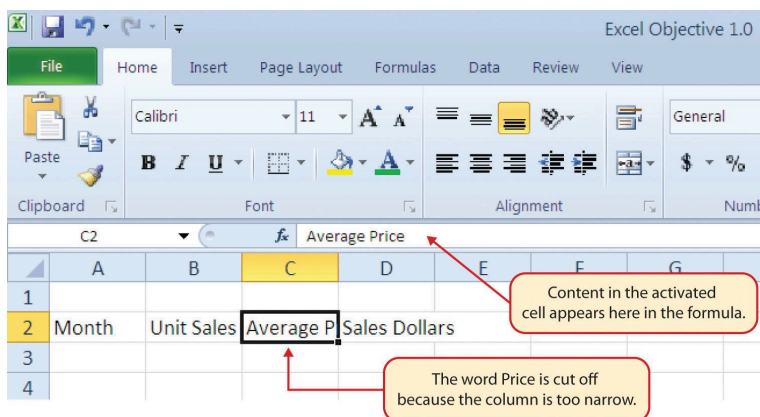 Excel Objective 1.0
File Home Insert Page Layout Formulas Data Review View
Calibri 11 A A General
Paste B I U A a $ %
Clipboard Font Alignment Numb
C2 fx Average Price
A B C D E F G
1
2 Month Unit Sales Average P Sales Dollars
3
4
Content in the activated
cell appears here in the formula.
The word Price is cut off
because the column is too narrow.